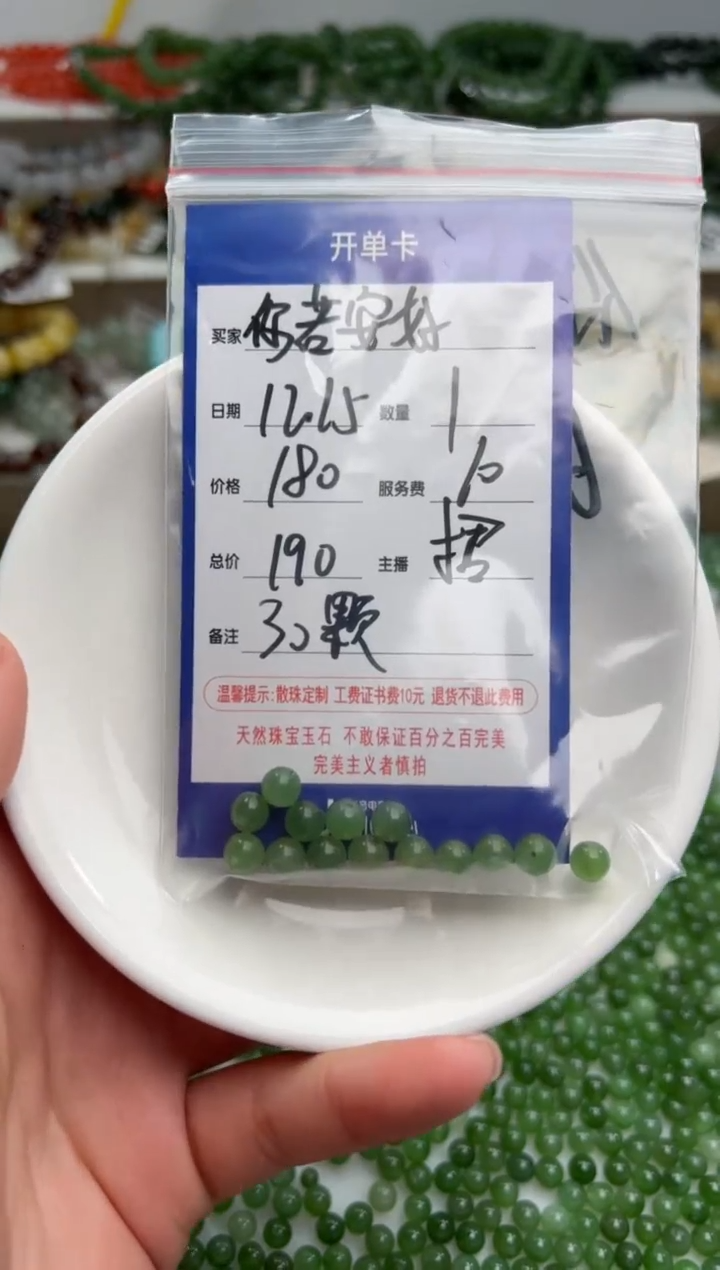 开单卡
买家 你若安好
日期 12.15 数量 1
价格 180 服务费 10
总价 190 主播
备注 30颗
温馨提示:散珠定制 工费证书费10元 退货不退此费用
天然珠宝玉石 不敢保证百分之百完美
完美主义者慎拍